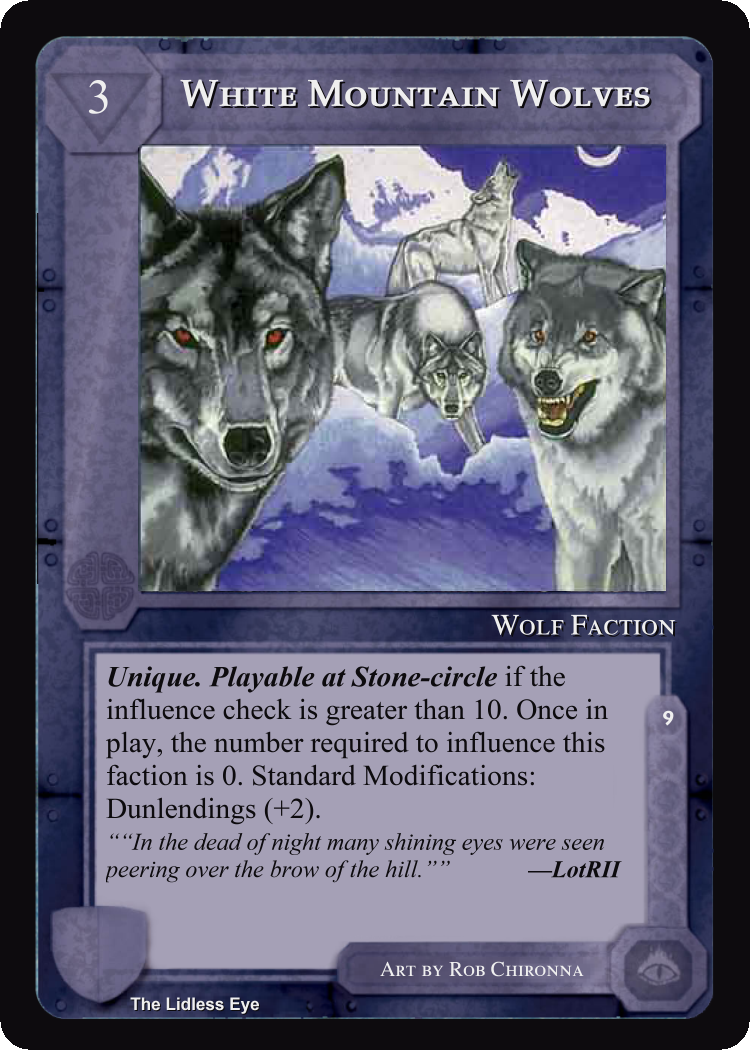 3
WHITE MOUNTAIN WOLVES
WOLF FACTION
Unique. Playable at Stone-circle if the
influence check is greater than 10. Once in
play, the number required to influence this
faction is 0. Standard Modifications:
Dunlendings (+2).
““In the dead of night many shining eyes were seen
peering over the brow of the hill.”” —LotRII
9
ART BY ROB CHIRONNA
The Lidless Eye